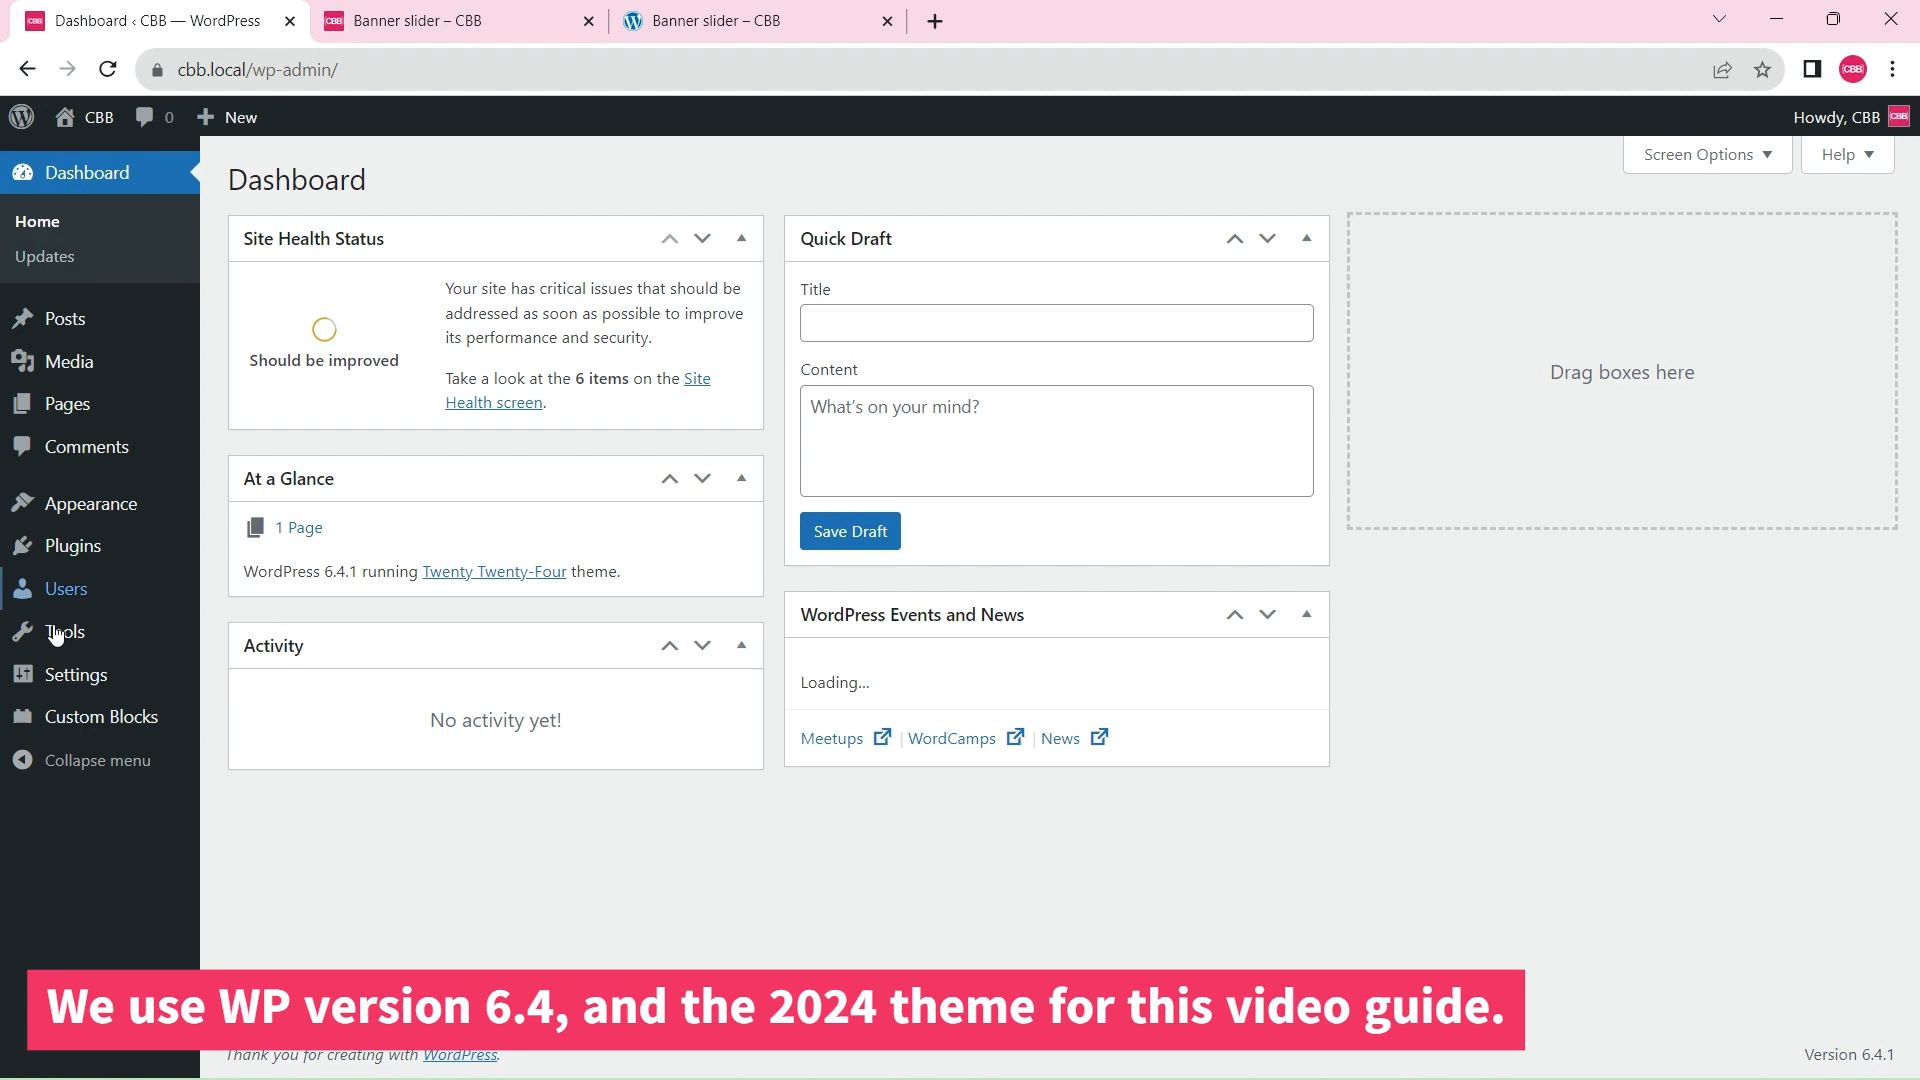 Dashboard ‹ CBB — WordPress
Banner slider – CBB
Banner slider – CBB
cbb.local/wp-admin/
CBB
CBB 0 New
Howdy, CBB
Dashboard
Home
Updates
Posts
Media
Pages
Comments
Appearance
Plugins
Users
Tools
Settings
Custom Blocks
Collapse menu
Screen Options
Help
Dashboard
Site Health Status
Should be improved
Your site has critical issues that should be
addressed as soon as possible to improve
its performance and security.
Take a look at the 6 items on the Site
Health screen.
At a Glance
1 Page
WordPress 6.4.1 running Twenty Twenty-Four theme.
Activity
No activity yet!
Quick Draft
Title
Content
What's on your mind?
Save Draft
WordPress Events and News
Loading...
Meetups | WordCamps | News
Drag boxes here
We use WP version 6.4, and the 2024 theme for this video guide.
Thank you for creating with WordPress.
Version 6.4.1